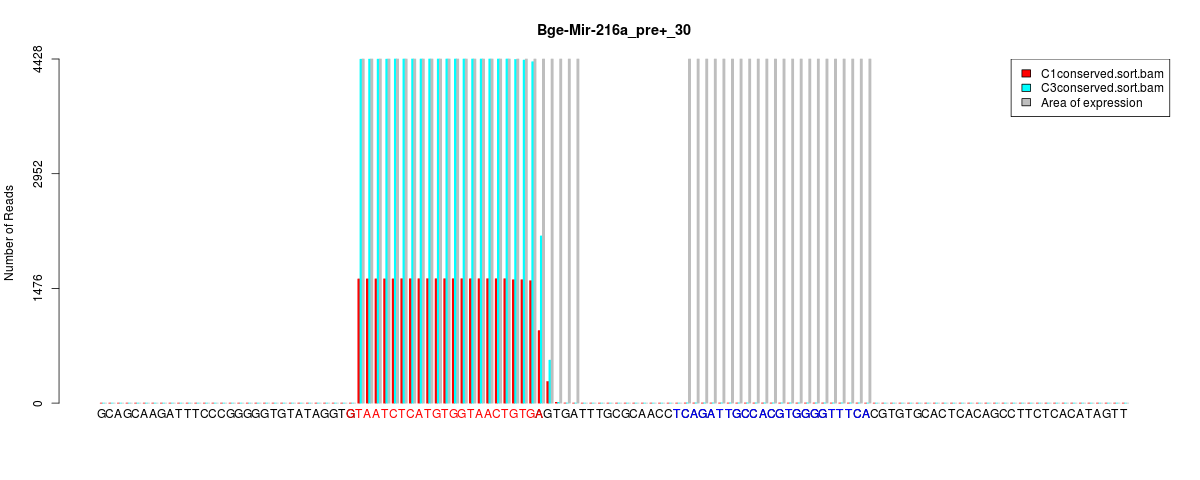 Bge-Mir-216a_pre+_30
4428
2952
1476
0
Number of Reads
C1conserved.sort.bam
C3conserved.sort.bam
Area of expression
GCAGCAAGATTTCCCGGGGGTGTATAGGTGTAATCTCATGTGGTAACTGTGAGTGATTTGCGCAACCTCAGATTGCCACGTGGGGTTTCACGTGTGCACTCACAGCCTTCTCACATAGTT